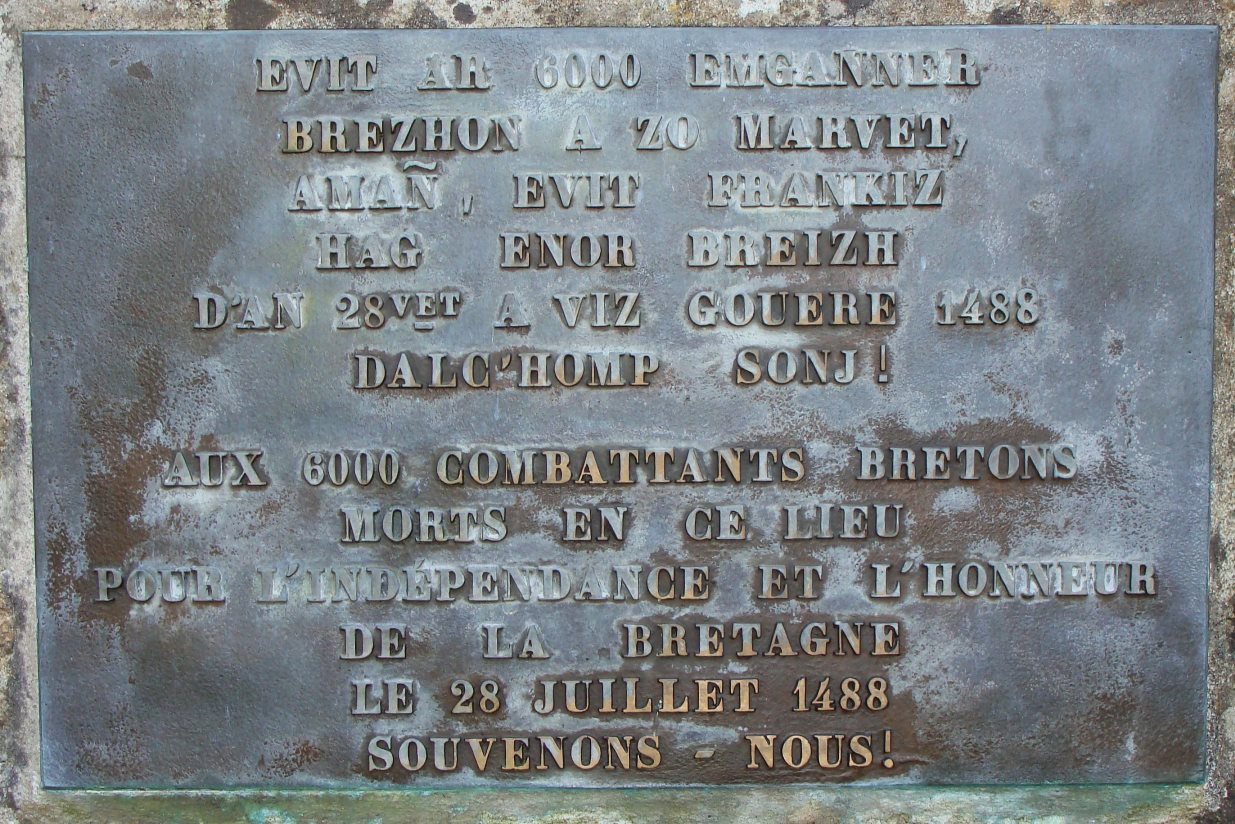 EVIT AR 6000 EMGANNER
BREZHON A ZO MARVET,
AMAÑ, EVIT FRANKIZ
HAG ENOR BREIZH
D'AN 28VET A VIZ GOUERE 1488
DALC'HOMP SONJ!
AUX 6000 COMBATTANTS BRETONS
MORTS EN CE LIEU
POUR L'INDÉPENDANCE ET L'HONNEUR
DE LA BRETAGNE
LE 28 JUILLET 1488
SOUVENONS - NOUS!